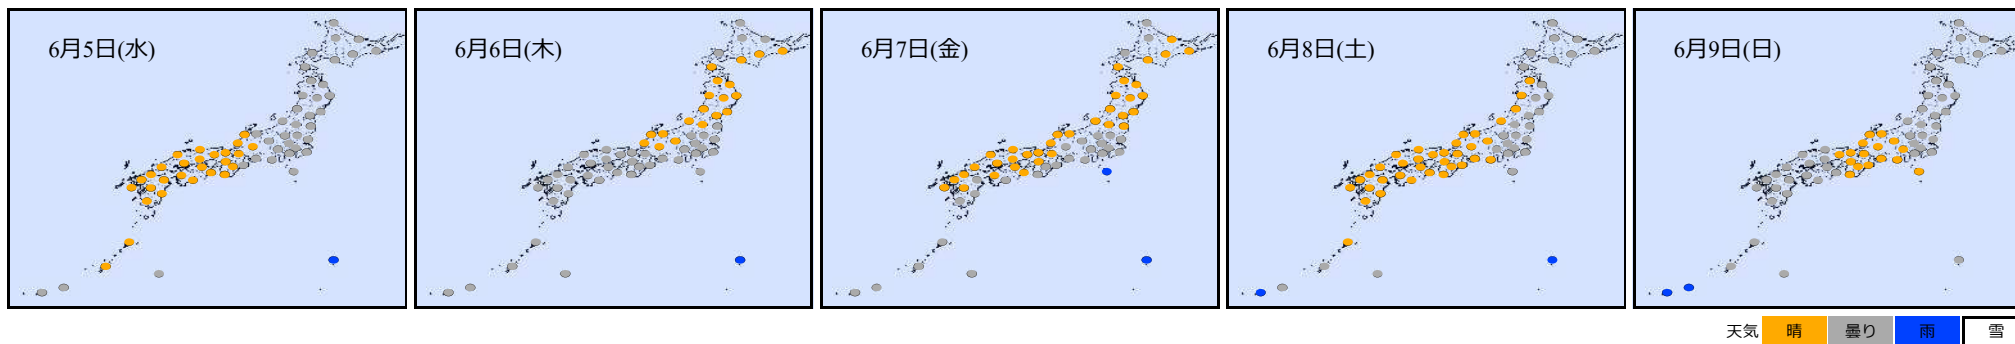 6月5日(水)
6月6日(木)
6月7日(金)
6月8日(土)
6月9日(日)
天気 晴 曇り 雨 雪